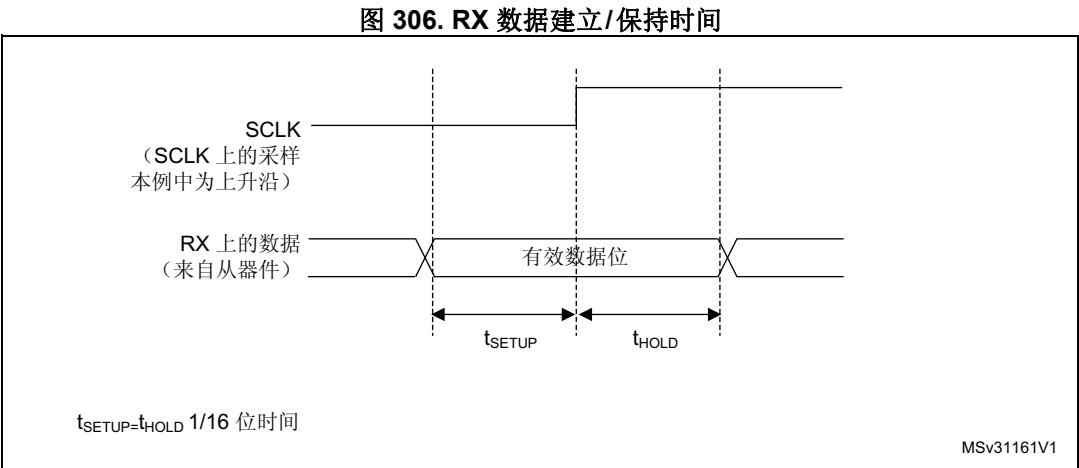 图 306. RX 数据建立/保持时间
SCLK
（SCLK 上的采样
本例中为上升沿）
RX 上的数据
（来自从器件）
有效数据位
tSETUP
tHOLD
tSETUP=tHOLD 1/16 位时间
MSv31161V1